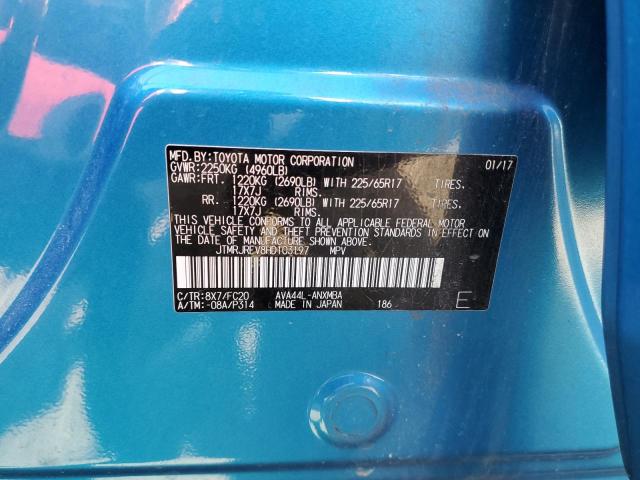 MFD. BY: TOYOTA MOTOR CORPORATION 01/17
GVWR: 2250KG (4960LB)
GAWR: FRT. 1220KG (2690LB) WITH 225/65R17 TIRES,
17X7J RIMS.
RR. 1220KG (2690LB) WITH 225/65R17 TIRES,
17X7J RIMS.
THIS VEHICLE CONFORMS TO ALL APPLICABLE FEDERAL MOTOR
VEHICLE SAFETY AND THEFT PREVENTION STANDARDS IN
EFFECT ON THE DATE OF MANUFACTURE SHOWN ABOVE.
MPV
C/TR: 8X7/FC20 AVA44L-ANXMBA
A/TM: -08A/P314 MADE IN JAPAN 186 E